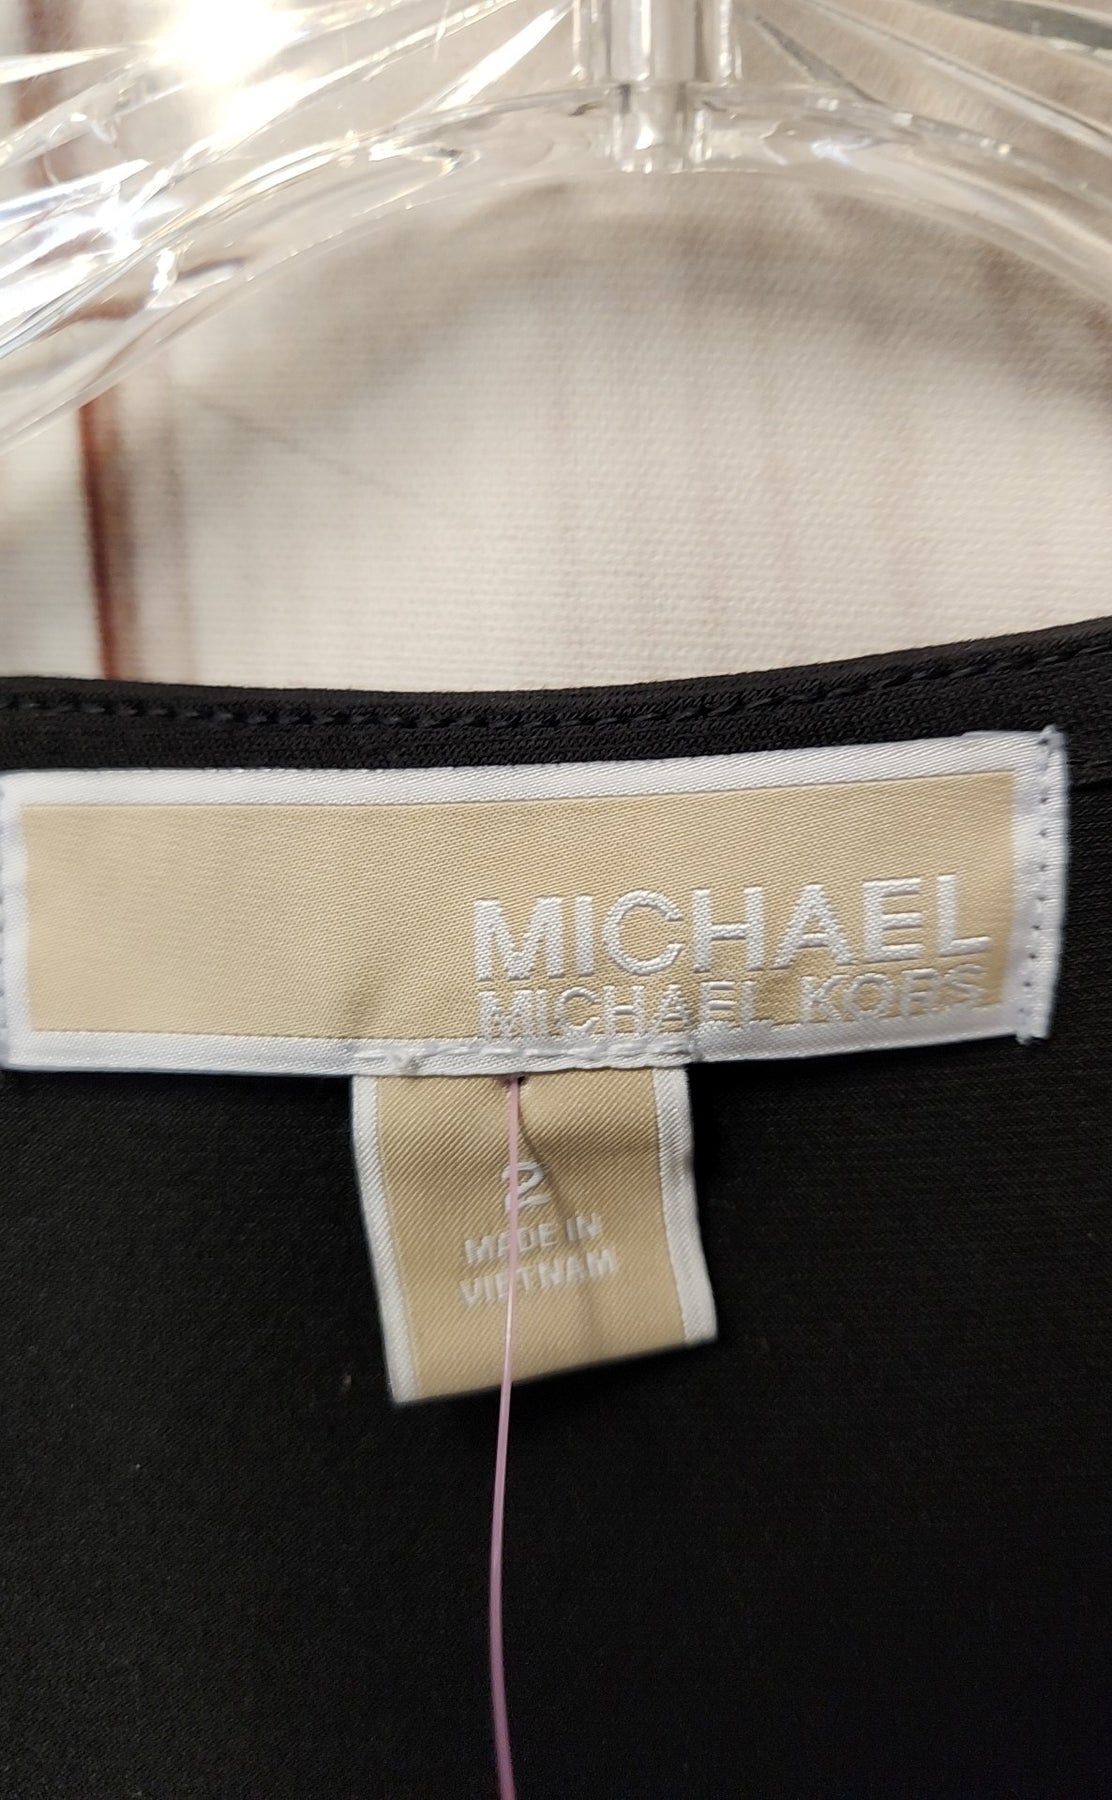 MICHAEL
MICHAEL KORS
2
MADE IN
VIETNAM